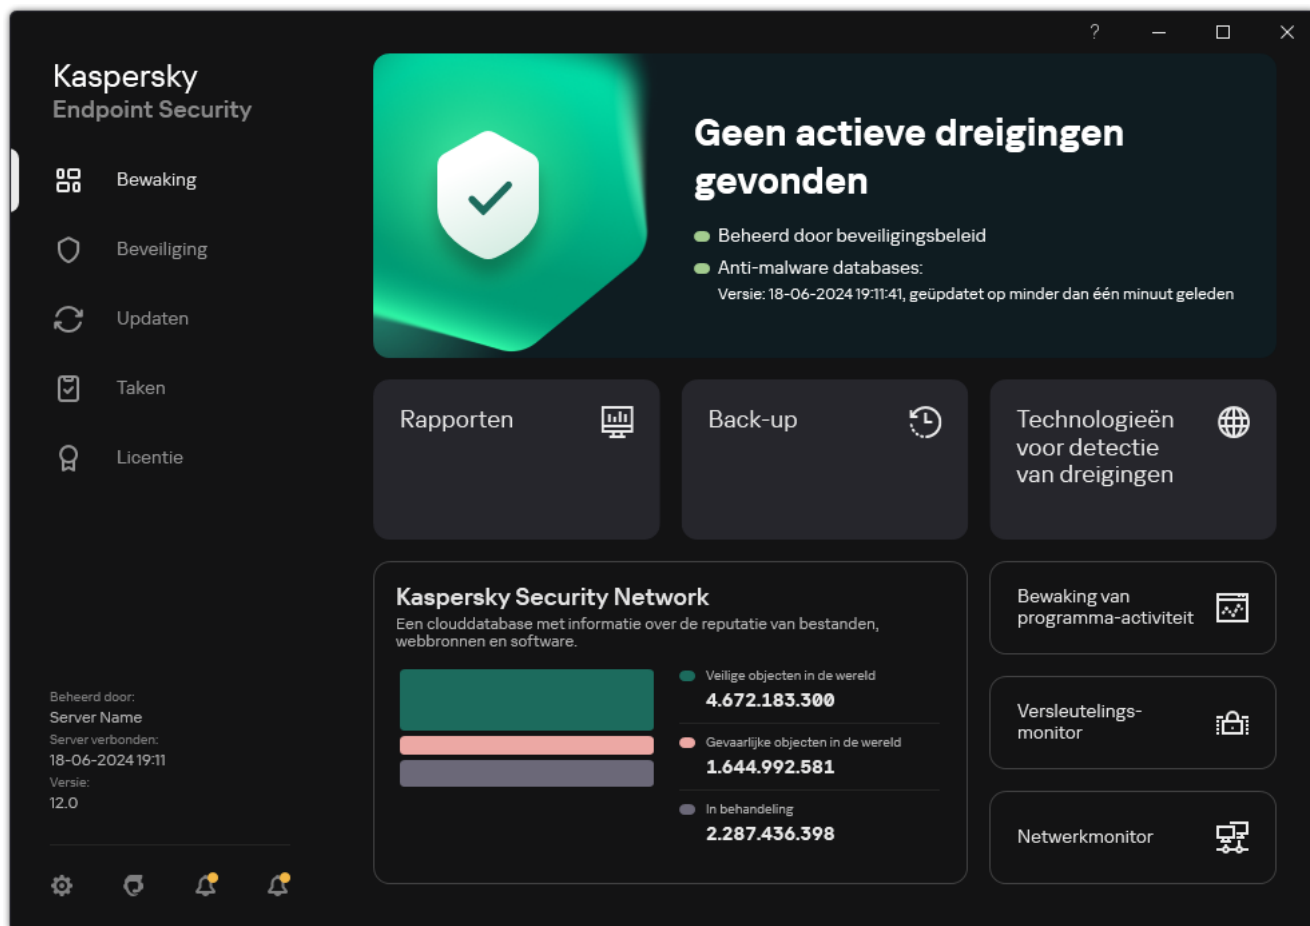 ?
Kaspersky
Endpoint Security
Bewaking
Beveiliging
Updaten
Taken
Licentie
Beheerd door:
Server Name
Server verbonden:
18-06-2024 19:11
Versie:
12.0
Geen actieve dreigingen
gevonden
Beheerd door beveiligingsbeleid
Anti-malware databases:
Versie: 18-06-2024 19:11:41, geüpdatet op minder dan één minuut geleden
Rapporten
Back-up
Technologieën
voor detectie
van dreigingen
Kaspersky Security Network
Een clouddatabase met informatie over de reputatie van bestanden,
webbronnen en software.
Veilige objecten in de wereld
4.672.183.300
Gevaarlijke objecten in de wereld
1.644.992.581
In behandeling
2.287.436.398
Bewaking van
programma-activiteit
Versleutelings-
monitor
Netwerkmonitor